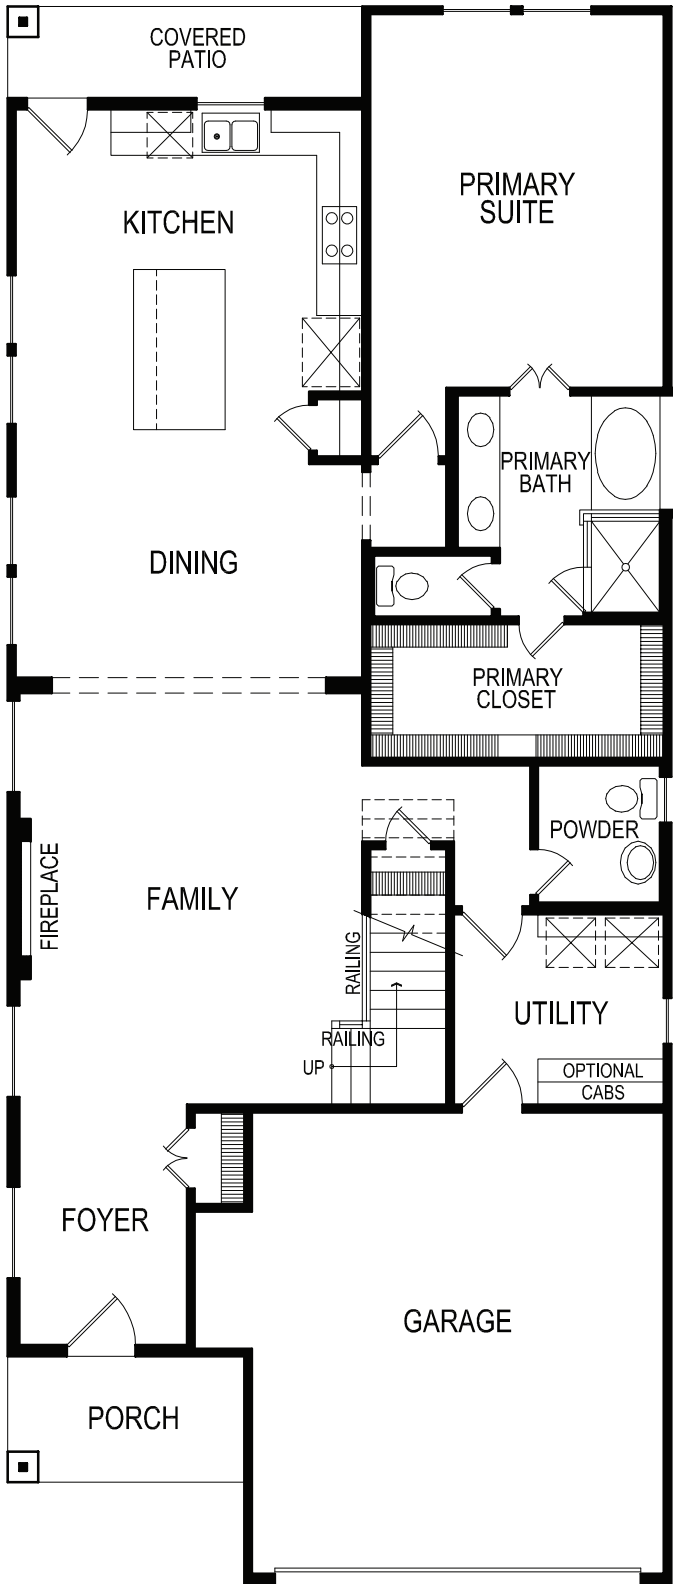 COVERED
PATIO
PRIMARY
SUITE
KITCHEN
PRIMARY
BATH
DINING
PRIMARY
CLOSET
POWDER
FIREPLACE
FAMILY
RAILING
UTILITY
RAILING
UP
OPTIONAL
CABS
FOYER
GARAGE
PORCH